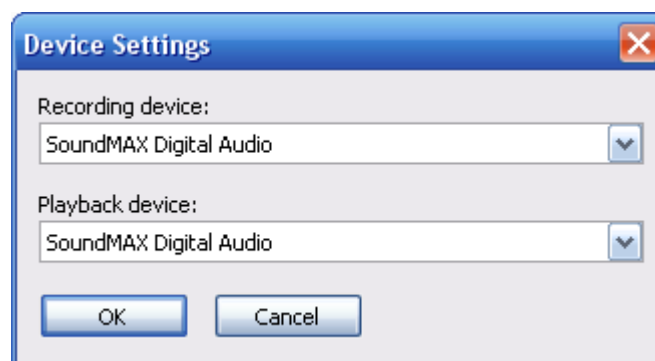 Device Settings
Recording device:
SoundMAX Digital Audio
Playback device:
SoundMAX Digital Audio
OK Cancel